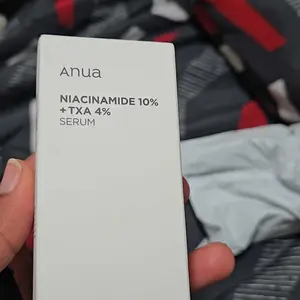 Anua
NIACINAMIDE 10%
+TXA 4%
SERUM